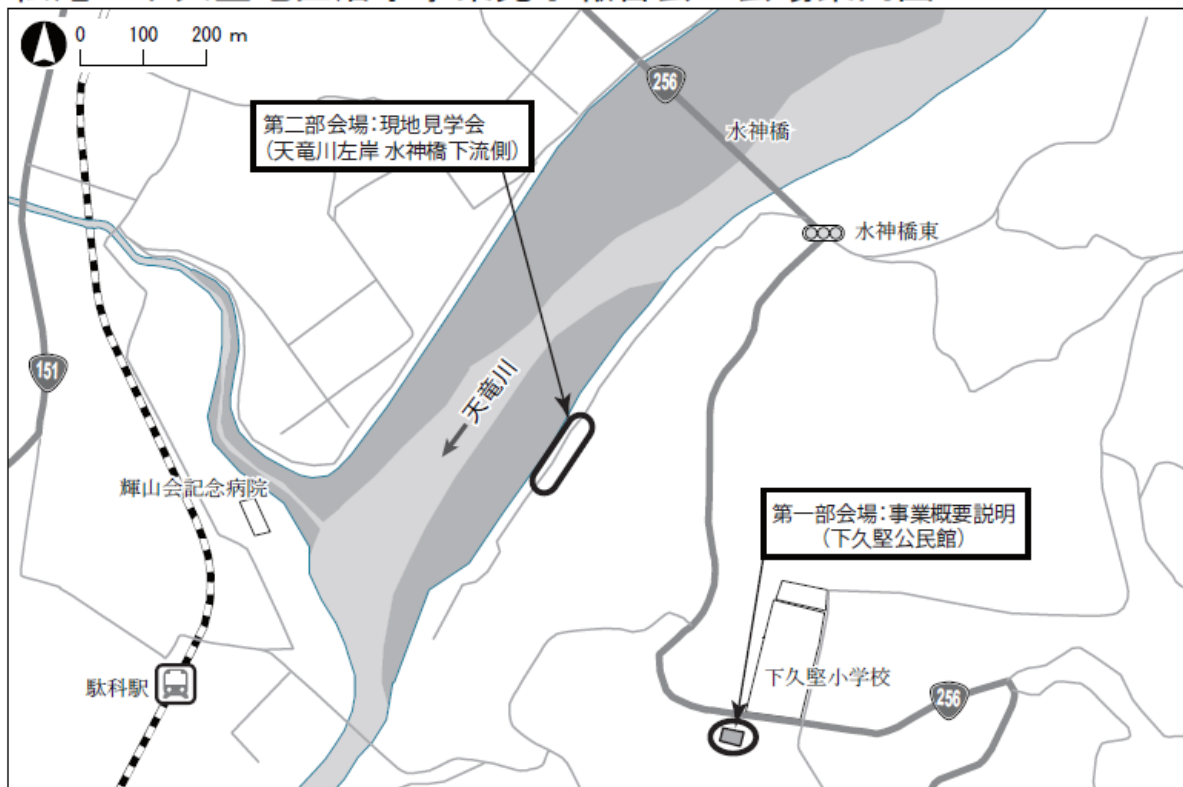 0 100 200 m
256
第二部会場:現地見学会
(天竜川左岸 水神橋下流側)
水神橋
水神橋東
151
天竜川
輝山会記念病院
第一部会場:事業概要説明
(下久堅公民館)
駄科駅
下久堅小学校
256